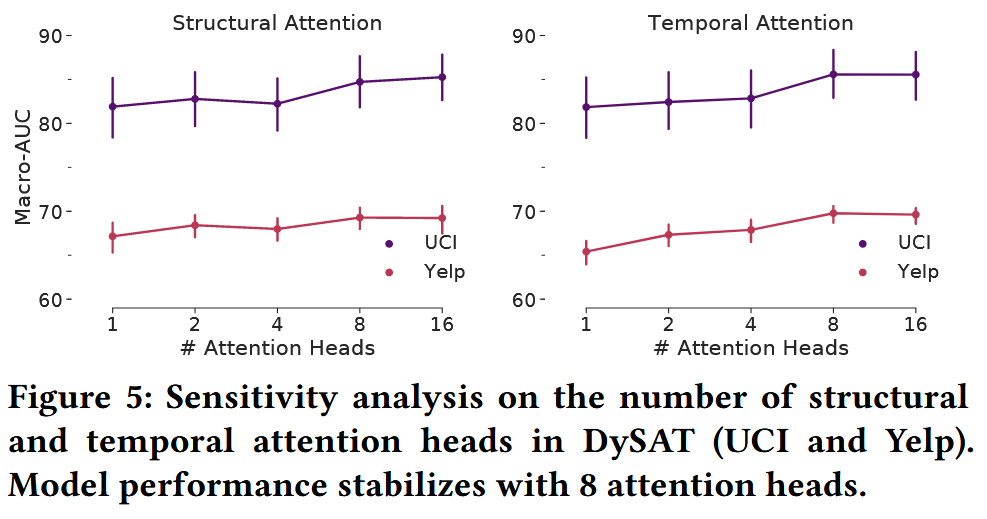 Structural Attention
90
80
70
60
Macro-AUC
UCI
Yelp
1 2 4 8 16
# Attention Heads
Temporal Attention
90
80
70
60
UCI
Yelp
1 2 4 8 16
# Attention Heads
Figure 5: Sensitivity analysis on the number of structural
and temporal attention heads in DySAT (UCI and Yelp).
Model performance stabilizes with 8 attention heads.